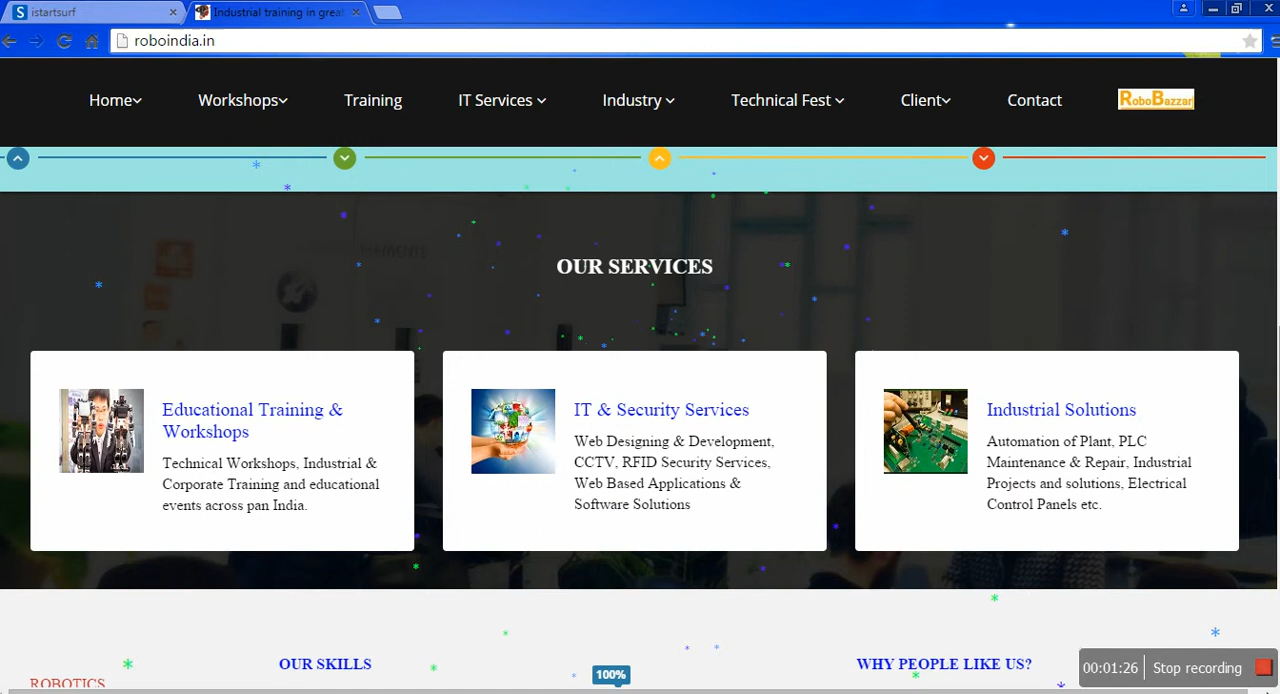 istartsurf
Industrial training in great
roboindia.in
Home Workshops Training IT Services Industry Technical Fest Client Contact RoboBazzar
OUR SERVICES
Educational Training &
Workshops
Technical Workshops, Industrial &
Corporate Training and educational
events across pan India.
IT & Security Services
Web Designing & Development,
CCTV, RFID Security Services,
Web Based Applications &
Software Solutions
Industrial Solutions
Automation of Plant, PLC
Maintenance & Repair, Industrial
Projects and solutions, Electrical
Control Panels etc.
OUR SKILLS
WHY PEOPLE LIKE US?
ROBOTICS
100%
00:01:26 Stop recording